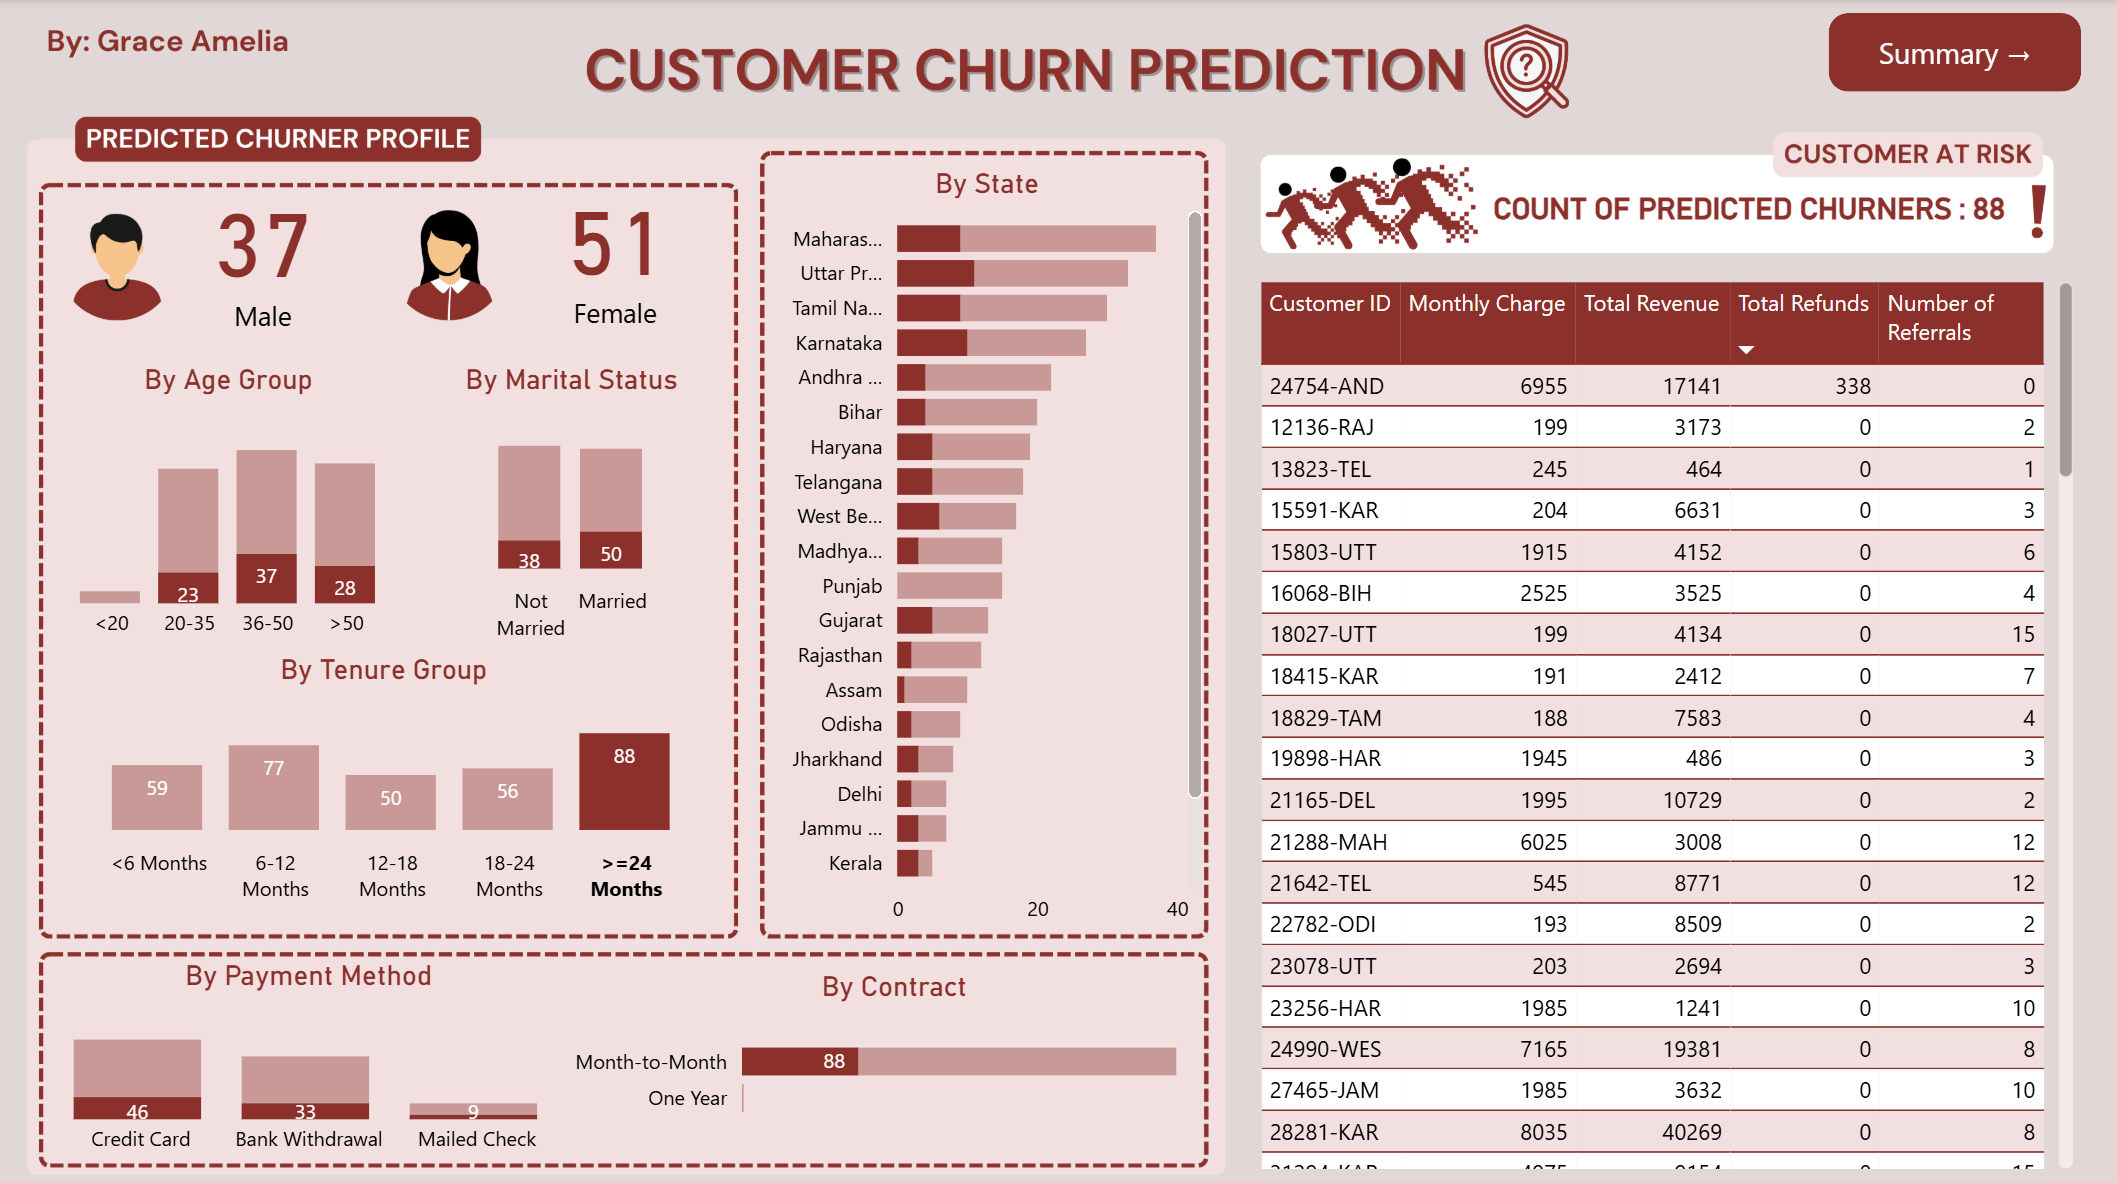 By: Grace Amelia
CUSTOMER CHURN PREDICTION
?
Summary →
PREDICTED CHURNER PROFILE
37
Male
51
Female
By Age Group
23
37
28
<20
20-35
36-50
>50
By Marital Status
38
50
Not
Married
Married
By Tenure Group
59
77
50
56
88
<6 Months
6-12
Months
12-18
Months
18-24
Months
>=24
Months
By State
Maharas...
Uttar Pr...
Tamil Na...
Karnataka
Andhra ...
Bihar
Haryana
Telangana
West Be...
Madhya...
Punjab
Gujarat
Rajasthan
Assam
Odisha
Jharkhand
Delhi
Jammu ...
Kerala
0 20 40
By Payment Method
46
33
9
Credit Card
Bank Withdrawal
Mailed Check
By Contract
Month-to-Month 88
One Year
CUSTOMER AT RISK
COUNT OF PREDICTED CHURNERS : 88 !
Customer ID Monthly Charge Total Revenue Total Refunds Number of
Referrals
24754-AND 6955 17141 338 0
12136-RAJ 199 3173 0 2
13823-TEL 245 464 0 1
15591-KAR 204 6631 0 3
15803-UTT 1915 4152 0 6
16068-BIH 2525 3525 0 4
18027-UTT 199 4134 0 15
18415-KAR 191 2412 0 7
18829-TAM 188 7583 0 4
19898-HAR 1945 486 0 3
21165-DEL 1995 10729 0 2
21288-MAH 6025 3008 0 12
21642-TEL 545 8771 0 12
22782-ODI 193 8509 0 2
23078-UTT 203 2694 0 3
23256-HAR 1985 1241 0 10
24990-WES 7165 19381 0 8
27465-JAM 1985 3632 0 10
28281-KAR 8035 40269 0 8